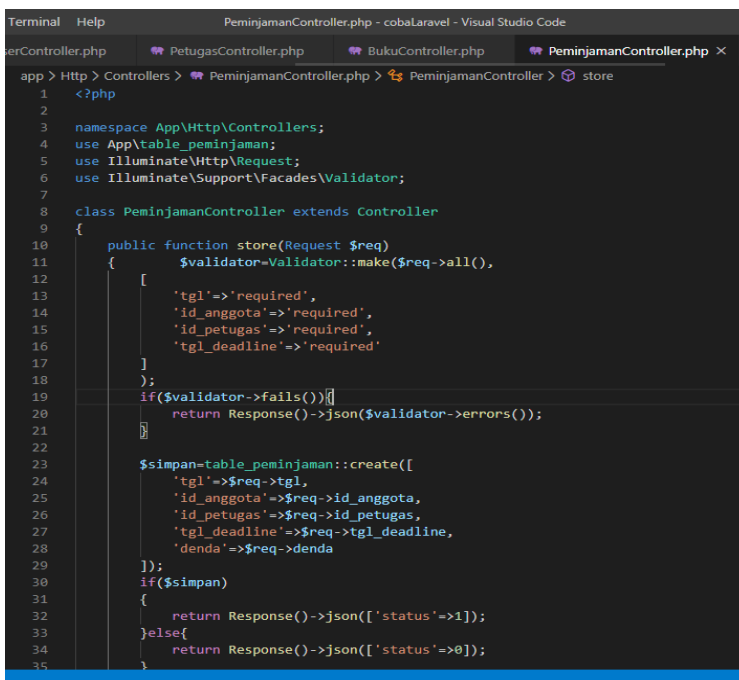 Terminal Help PeminjamanController.php - cobaLaravel - Visual Studio Code
serController.php PetugasController.php BukuController.php PeminjamanController.php ×
app > Http > Controllers > PeminjamanController.php > PeminjamanController > store
1 <?php
2
3 namespace App\Http\Controllers;
4 use App\table_peminjaman;
5 use Illuminate\Http\Request;
6 use Illuminate\Support\Facades\Validator;
7
8 class PeminjamanController extends Controller
9 {
10 public function store(Request $req)
11 { $validator=Validator::make($req->all(),
12 [
13 'tgl'=>'required',
14 'id_anggota'=>'required',
15 'id_petugas'=>'required',
16 'tgl_deadline'=>'required'
17 ]
18 );
19 if($validator->fails()){
20 return Response()->json($validator->errors());
21 }
22
23 $simpan=table_peminjaman::create([
24 'tgl'=>$req->tgl,
25 'id_anggota'=>$req->id_anggota,
26 'id_petugas'=>$req->id_petugas,
27 'tgl_deadline'=>$req->tgl_deadline,
28 'denda'=>$req->denda
29 ]);
30 if($simpan)
31 {
32 return Response()->json(['status'=>1]);
33 }else{
34 return Response()->json(['status'=>0]);
35 }